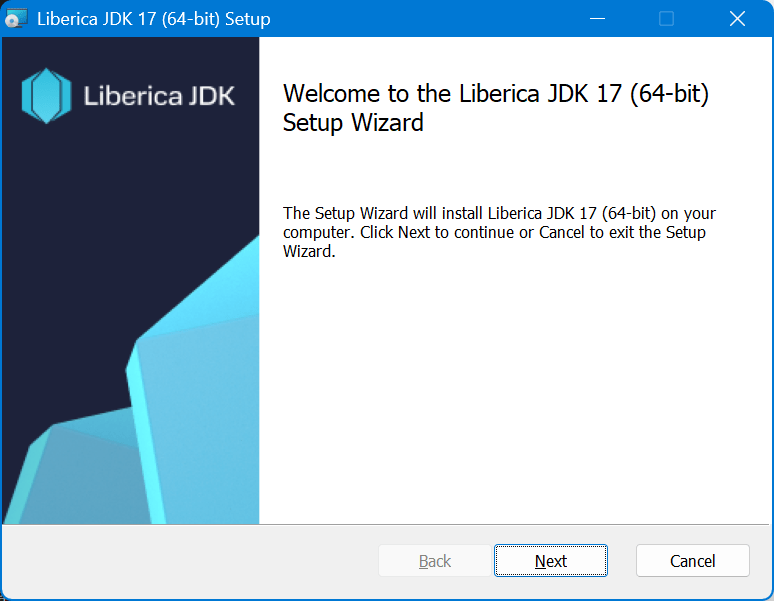 Liberica JDK 17 (64-bit) Setup
Liberica JDK
Welcome to the Liberica JDK 17 (64-bit)
Setup Wizard
The Setup Wizard will install Liberica JDK 17 (64-bit) on your
computer. Click Next to continue or Cancel to exit the Setup
Wizard.
Back
Next
Cancel